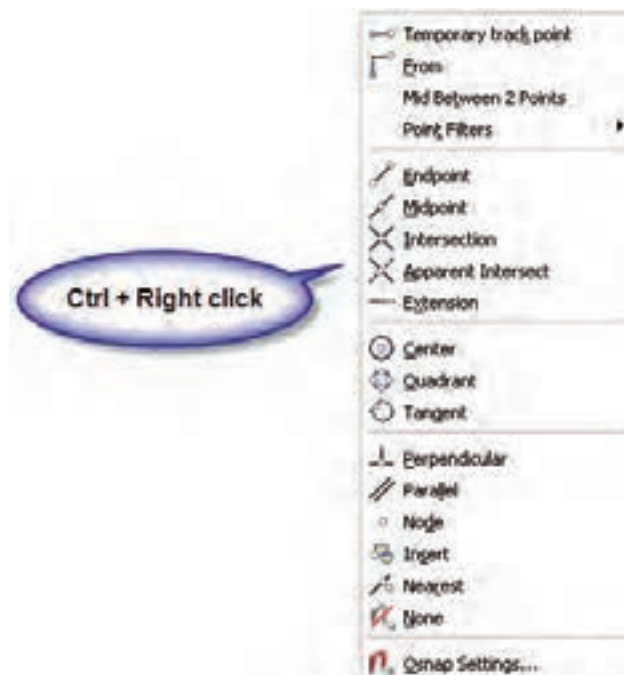 Temporary track point
From
Mid Between 2 Points
Point Filters
Endpoint
Midpoint
Intersection
Apparent Intersect
Extension
Ctrl + Right click
Center
Quadrant
Tangent
Perpendicular
Parallel
Node
Insert
Nearest
None
Osnap Settings...